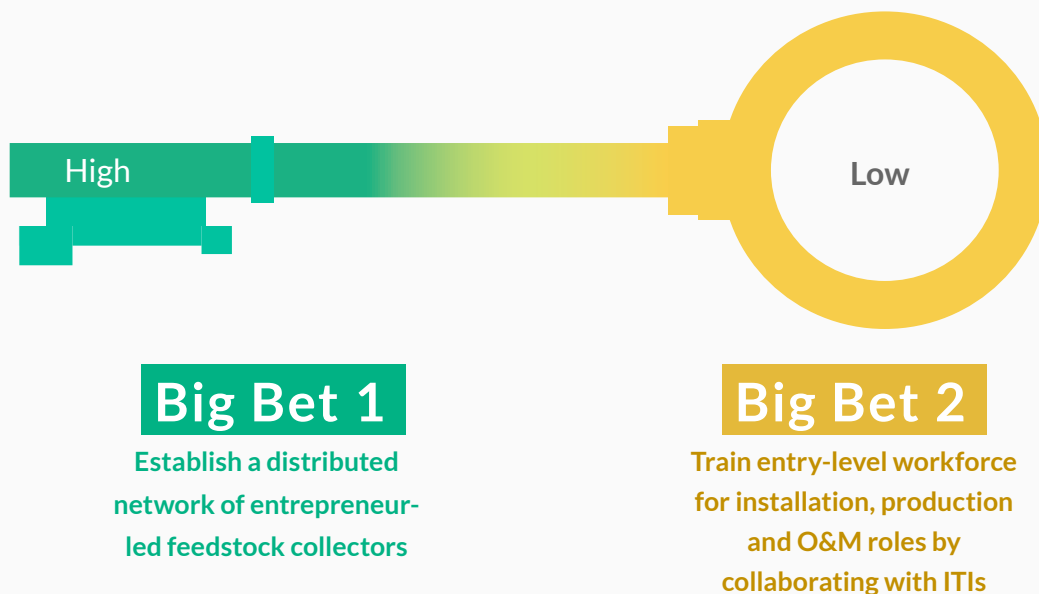 High
Low
Big Bet 1
Establish a distributed
network of entrepreneur-
led feedstock collectors
Big Bet 2
Train entry-level workforce
for installation, production
and O&M roles by
collaborating with ITIs